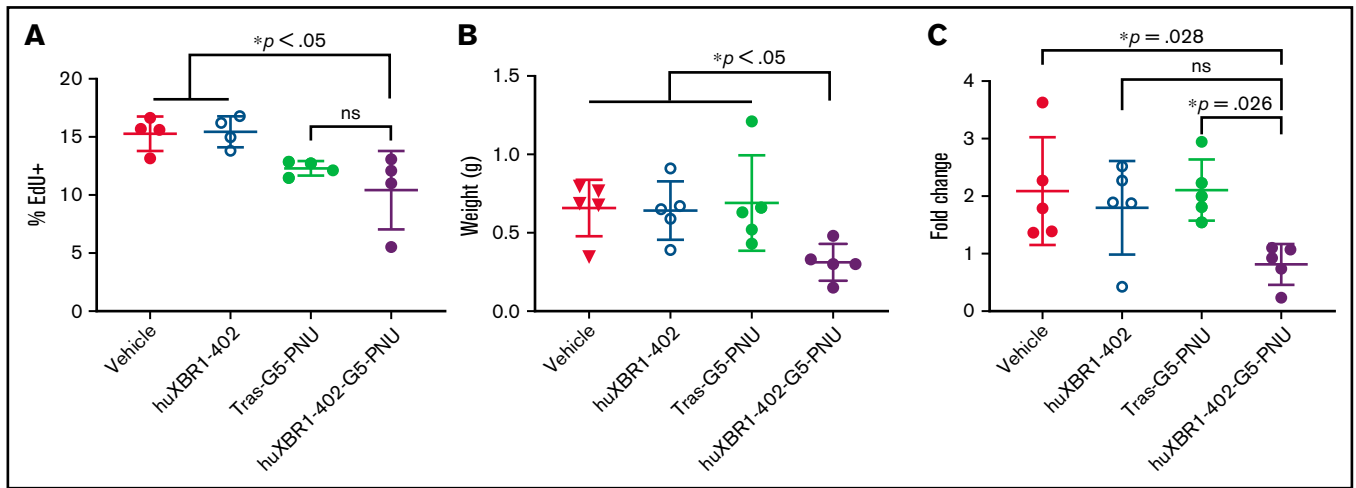 A
*p < .05
ns
% EdU+
20
15
10
5
0
Vehicle
huXBR1-402
Tras-G5-PNU
huXBR1-402-G5-PNU
B
*p < .05
Weight (g)
1.5
1.0
0.5
0.0
Vehicle
huXBR1-402
Tras-G5-PNU
huXBR1-402-G5-PNU
C
*p = .028
ns
*p = .026
Fold change
4
3
2
1
0
Vehicle
huXBR1-402
Tras-G5-PNU
huXBR1-402-G5-PNU